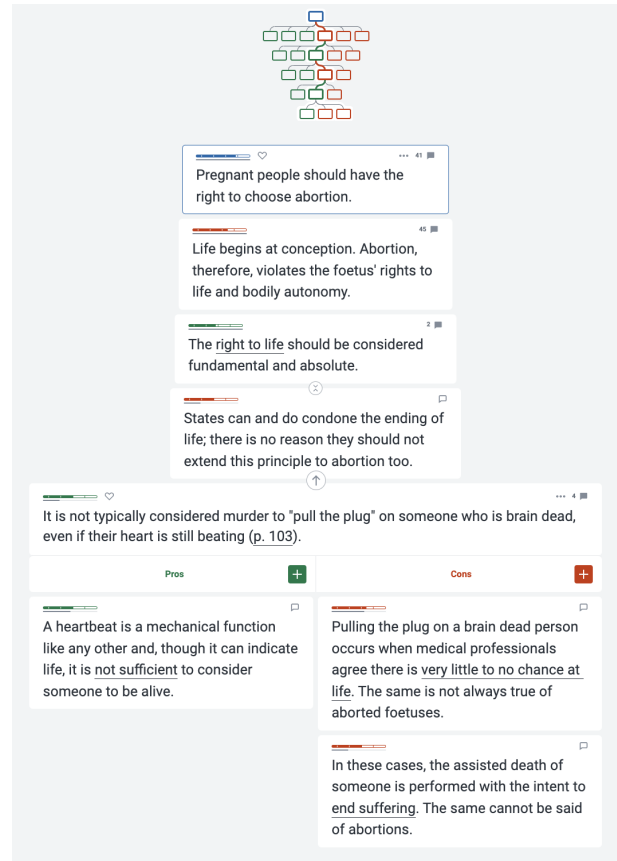 41
Pregnant people should have the
right to choose abortion.
45
Life begins at conception. Abortion,
therefore, violates the foetus' rights to
life and bodily autonomy.
2
The right to life should be considered
fundamental and absolute.
States can and do condone the ending of
life; there is no reason they should not
extend this principle to abortion too.
4
It is not typically considered murder to "pull the plug" on someone who is brain dead,
even if their heart is still beating (p. 103).
Pros
Cons
A heartbeat is a mechanical function
like any other and, though it can indicate
life, it is not sufficient to consider
someone to be alive.
Pulling the plug on a brain dead person
occurs when medical professionals
agree there is very little to no chance at
life. The same is not always true of
aborted foetuses.
In these cases, the assisted death of
someone is performed with the intent to
end suffering. The same cannot be said
of abortions.